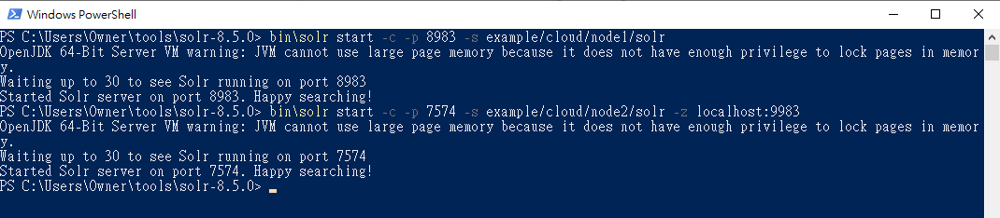 Windows PowerShell
PS C:\Users\Owner\tools\solr-8.5.0> bin\solr start -c -p 8983 -s example/cloud/node1/solr
OpenJDK 64-Bit Server VM warning: JVM cannot use large page memory because it does not have enough privilege to lock pages in memor
y.
Waiting up to 30 to see Solr running on port 8983
Started Solr server on port 8983. Happy searching!
PS C:\Users\Owner\tools\solr-8.5.0> bin\solr start -c -p 7574 -s example/cloud/node2/solr -z localhost:9983
OpenJDK 64-Bit Server VM warning: JVM cannot use large page memory because it does not have enough privilege to lock pages in memor
y.
Waiting up to 30 to see Solr running on port 7574
Started Solr server on port 7574. Happy searching!
PS C:\Users\Owner\tools\solr-8.5.0>